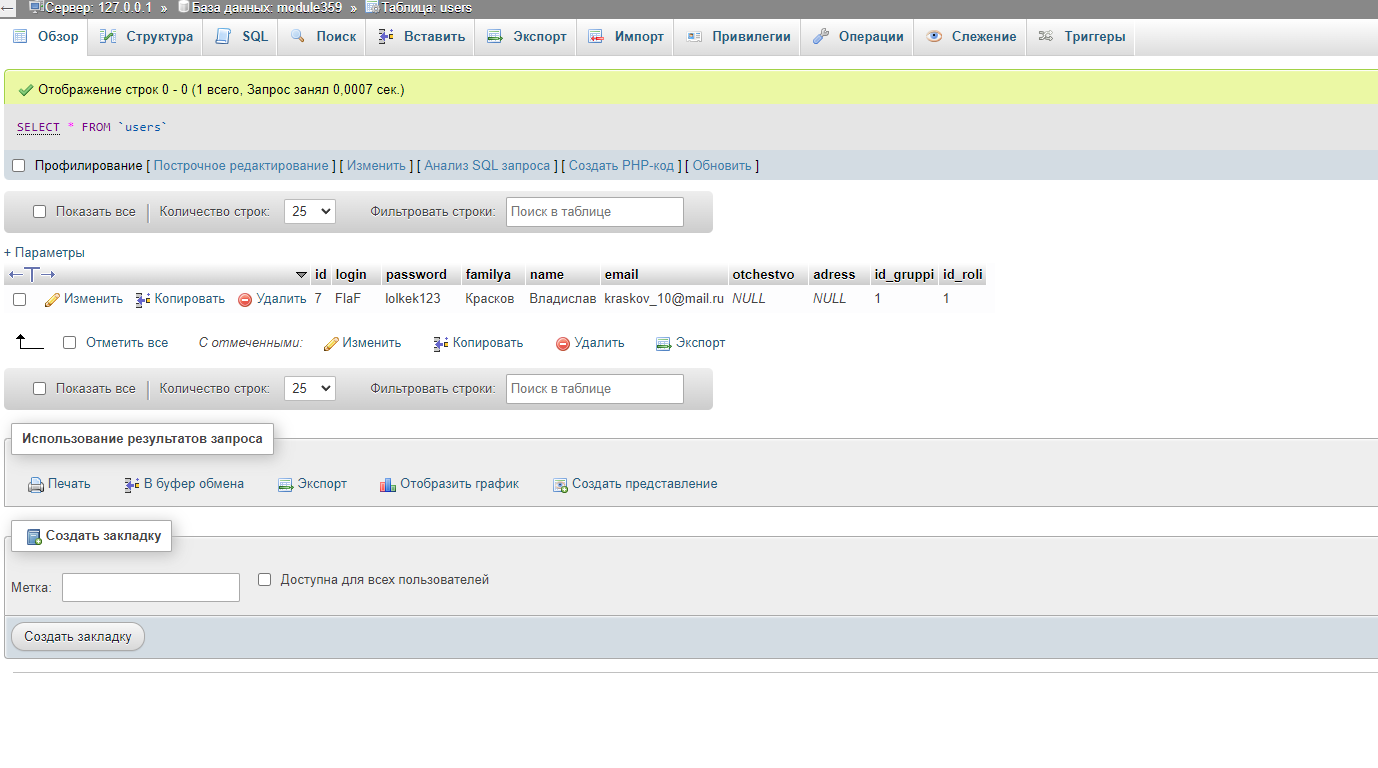 Сервер: 127.0.0.1 » База данных: module359 » Таблица: users
Обзор Структура SQL Поиск Вставить Экспорт Импорт Привилегии Операции Слежение Триггеры
Отображение строк 0 - 0 (1 всего, Запрос занял 0,0007 сек.)
SELECT * FROM `users`
Профилирование [ Построчное редактирование ] [ Изменить ] [ Анализ SQL запроса ] [ Создать PHP-код ] [ Обновить ]
Показать все Количество строк: 25 Фильтровать строки: Поиск в таблице
+ Параметры
←T→ id login password familya name email otchestvo adress id_gruppi id_roli
Изменить Копировать Удалить 7 FlaF lolkek123 Красков Владислав kraskov_10@mail.ru NULL NULL 1 1
Отметить все С отмеченными: Изменить Копировать Удалить Экспорт
Показать все Количество строк: 25 Фильтровать строки: Поиск в таблице
Использование результатов запроса
Печать В буфер обмена Экспорт Отобразить график Создать представление
Создать закладку
Метка: Доступна для всех пользователей
Создать закладку